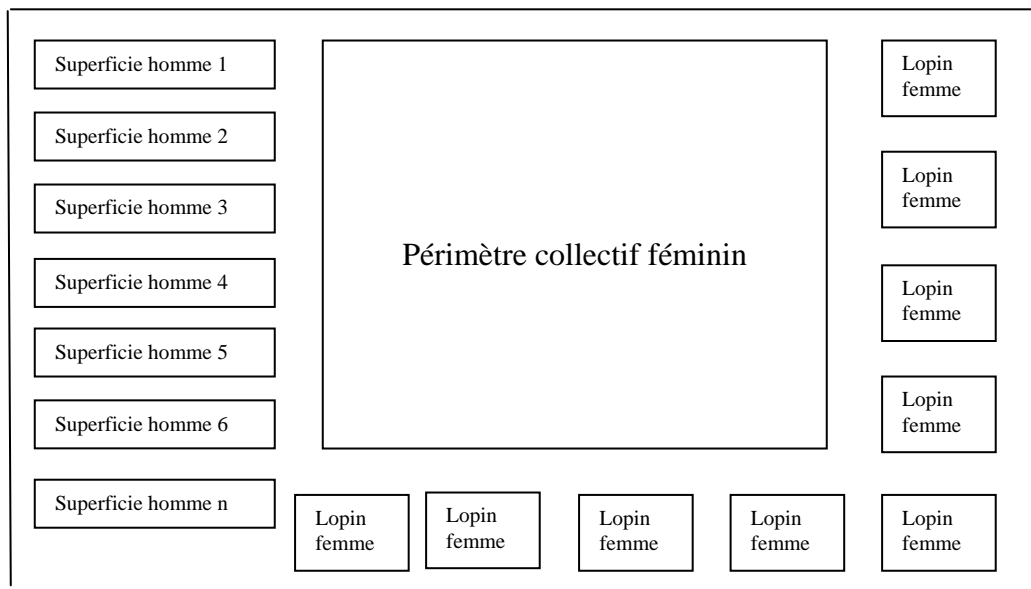 Superficie homme 1
Superficie homme 2
Superficie homme 3
Superficie homme 4
Superficie homme 5
Superficie homme 6
Superficie homme n
Périmètre collectif féminin
Lopin
femme
Lopin
femme
Lopin
femme
Lopin
femme
Lopin
femme
Lopin
femme
Lopin
femme
Lopin
femme
Lopin
femme